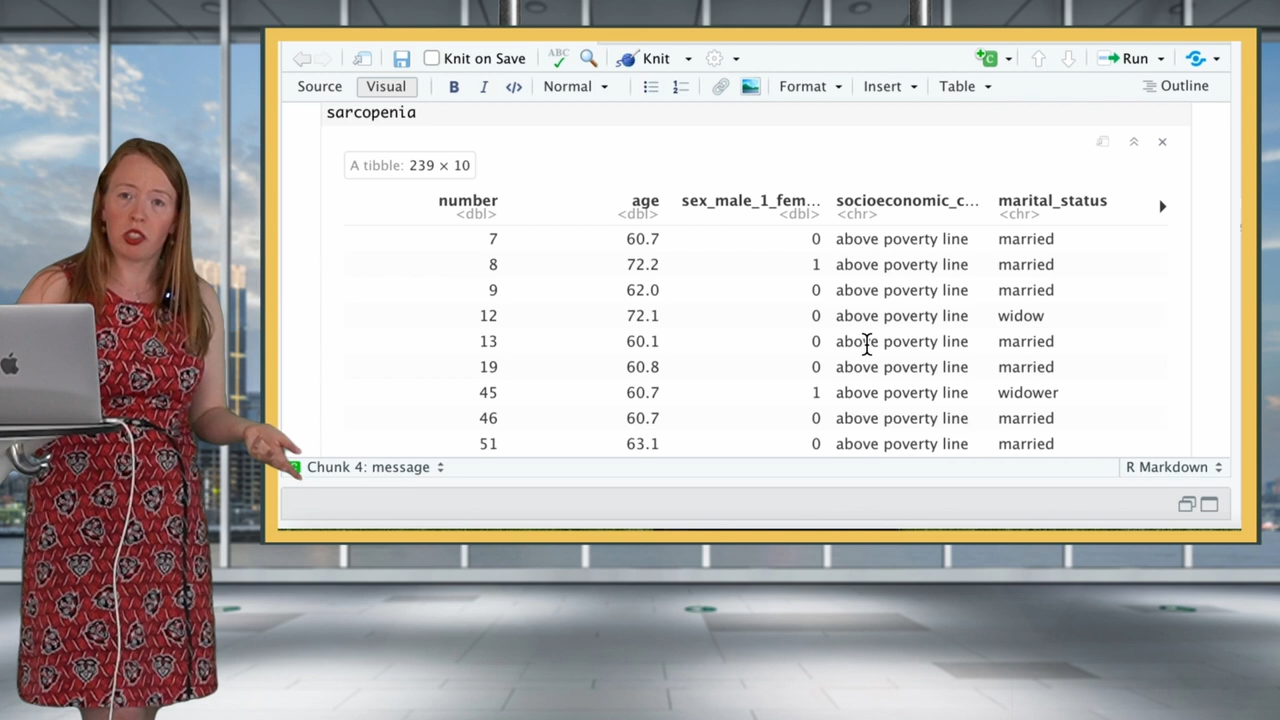 ABC
Knit on Save Knit Run
Source Visual B I </> Normal Format Insert Table Outline
sarcopenia
A tibble: 239 × 10
number age sex_male_1_fem... socioeconomic_c... marital_status
<dbl> <dbl> <dbl> <chr> <chr>
7 60.7 0 above poverty line married
8 72.2 1 above poverty line married
9 62.0 0 above poverty line married
12 72.1 0 above poverty line widow
13 60.1 0 above poverty line married
19 60.8 0 above poverty line married
45 60.7 1 above poverty line widower
46 60.7 0 above poverty line married
51 63.1 0 above poverty line married
Chunk 4: message R Markdown